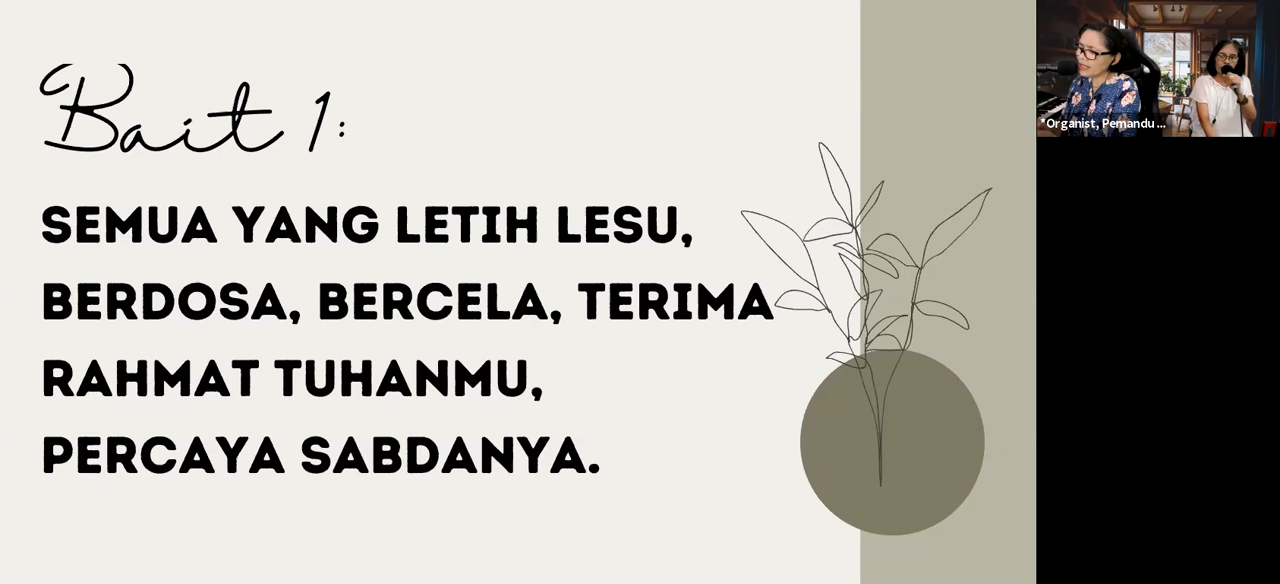 Bait 1:
SEMUA YANG LETIH LESU,
BERDOSA, BERCELA, TERIMA
RAHMAT TUHANMU,
PERCAYA SABDANYA.
*Organist, Pemandu ...